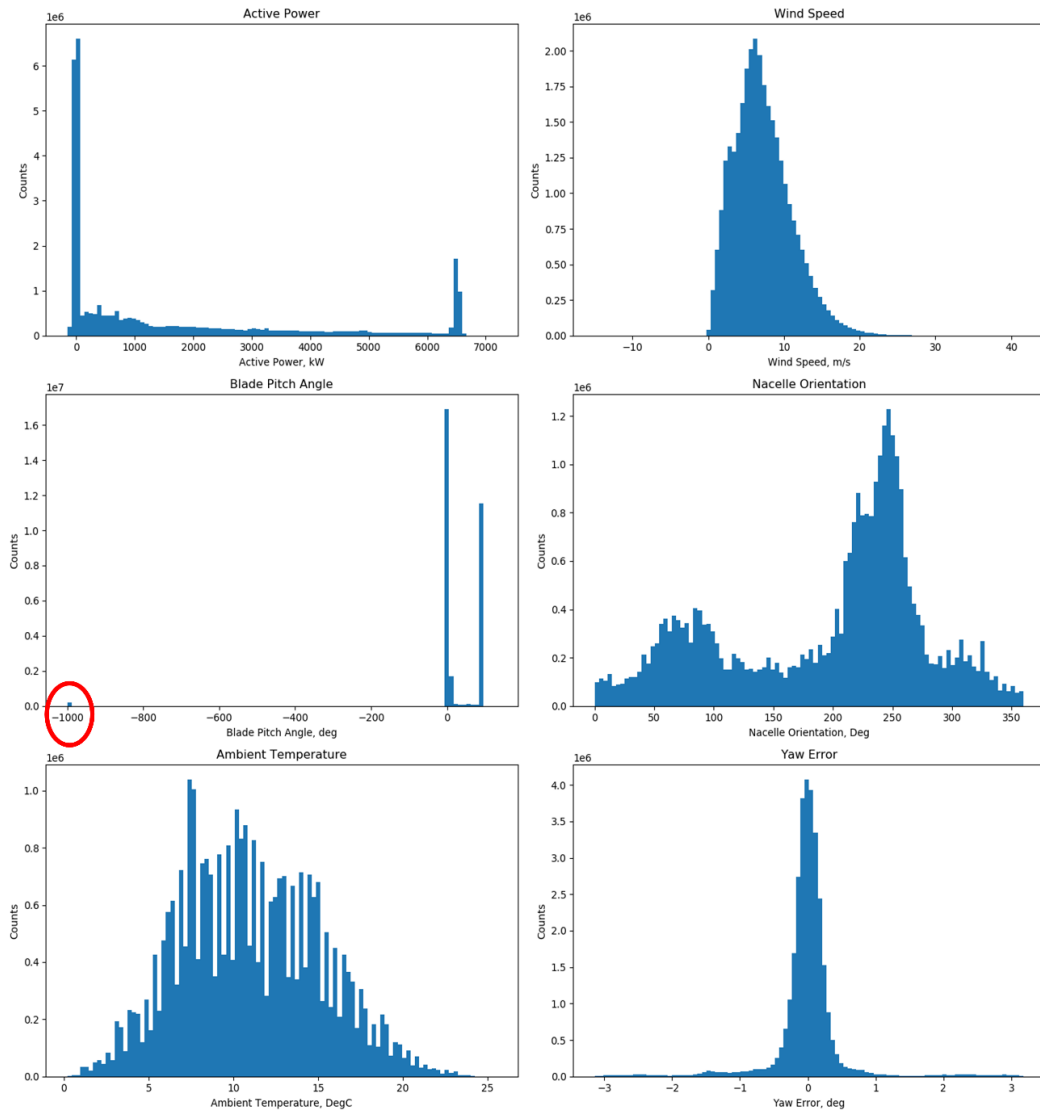 Active Power
1e6
6
5
4
3
2
1
0
Counts
0 1000 2000 3000 4000 5000 6000 7000
Active Power, kW
Wind Speed
1e6
2.00
1.75
1.50
1.25
1.00
0.75
0.50
0.25
0.00
Counts
−10 0 10 20 30 40
Wind Speed, m/s
Blade Pitch Angle
1e7
1.6
1.4
1.2
1.0
0.8
0.6
0.4
0.2
0.0
Counts
−1000 −800 −600 −400 −200 0
Blade Pitch Angle, deg
Nacelle Orientation
1e6
1.2
1.0
0.8
0.6
0.4
0.2
0.0
Counts
0 50 100 150 200 250 300 350
Nacelle Orientation, Deg
Ambient Temperature
1e6
1.0
0.8
0.6
0.4
0.2
0.0
Counts
0 5 10 15 20 25
Ambient Temperature, DegC
Yaw Error
1e6
4.0
3.5
3.0
2.5
2.0
1.5
1.0
0.5
0.0
Counts
−3 −2 −1 0 1 2 3
Yaw Error, deg